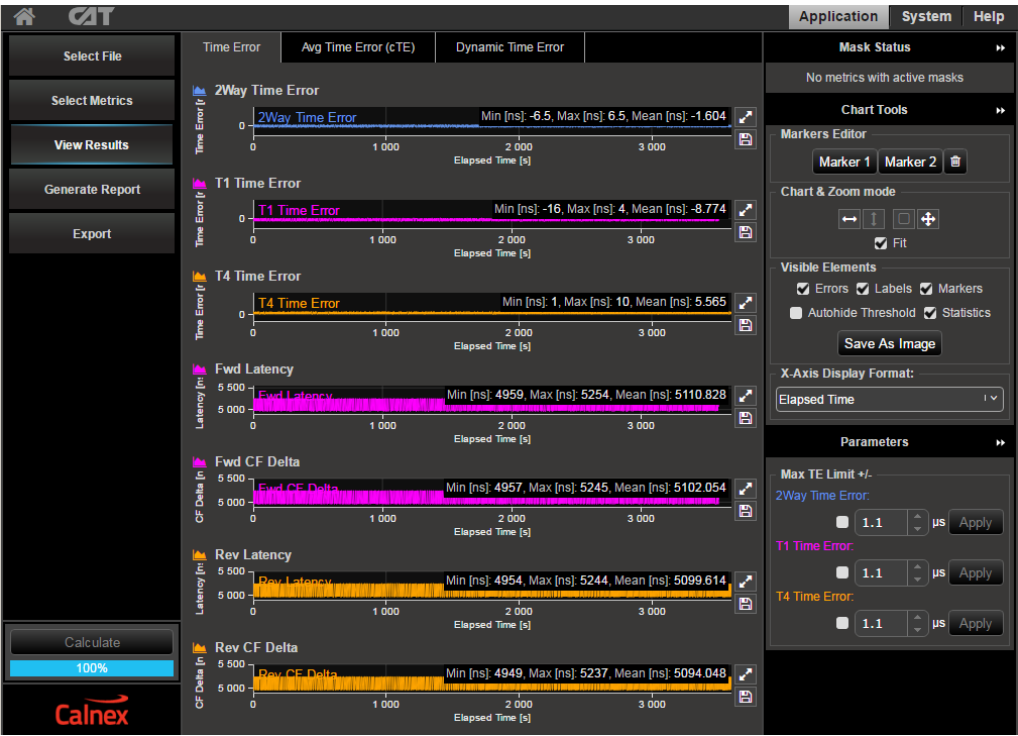 CAT
Application System Help
Select File
Select Metrics
View Results
Generate Report
Export
Calculate
100%
Calnex
Time Error Avg Time Error (cTE) Dynamic Time Error
2Way Time Error
2Way Time Error Min [ns]: -6.5, Max [ns]: 6.5, Mean [ns]: -1.604
Time Error [r
0
0 1 000 2 000 3 000
Elapsed Time [s]
T1 Time Error
T1 Time Error Min [ns]: -16, Max [ns]: 4, Mean [ns]: -8.774
Time Error [r
0
0 1 000 2 000 3 000
Elapsed Time [s]
T4 Time Error
T4 Time Error Min [ns]: 1, Max [ns]: 10, Mean [ns]: 5.565
Time Error [r
0
0 1 000 2 000 3 000
Elapsed Time [s]
Fwd Latency
Fwd Latency Min [ns]: 4959, Max [ns]: 5254, Mean [ns]: 5110.828
Latency [ns
5 500
5 000
0 1 000 2 000 3 000
Elapsed Time [s]
Fwd CF Delta
Fwd CF Delta Min [ns]: 4957, Max [ns]: 5245, Mean [ns]: 5102.054
CF Delta [n
5 500
5 000
0 1 000 2 000 3 000
Elapsed Time [s]
Rev Latency
Rev Latency Min [ns]: 4954, Max [ns]: 5244, Mean [ns]: 5099.614
Latency [ns
5 500
5 000
0 1 000 2 000 3 000
Elapsed Time [s]
Rev CF Delta
Rev CF Delta Min [ns]: 4949, Max [ns]: 5237, Mean [ns]: 5094.048
CF Delta [n
5 500
5 000
0 1 000 2 000 3 000
Elapsed Time [s]
Mask Status
No metrics with active masks
Chart Tools
Markers Editor
Marker 1 Marker 2
Chart & Zoom mode
Fit
Visible Elements
Errors Labels Markers
Autohide Threshold Statistics
Save As Image
X-Axis Display Format:
Elapsed Time
Parameters
Max TE Limit +/-
2Way Time Error:
1.1 µs Apply
T1 Time Error:
1.1 µs Apply
T4 Time Error:
1.1 µs Apply